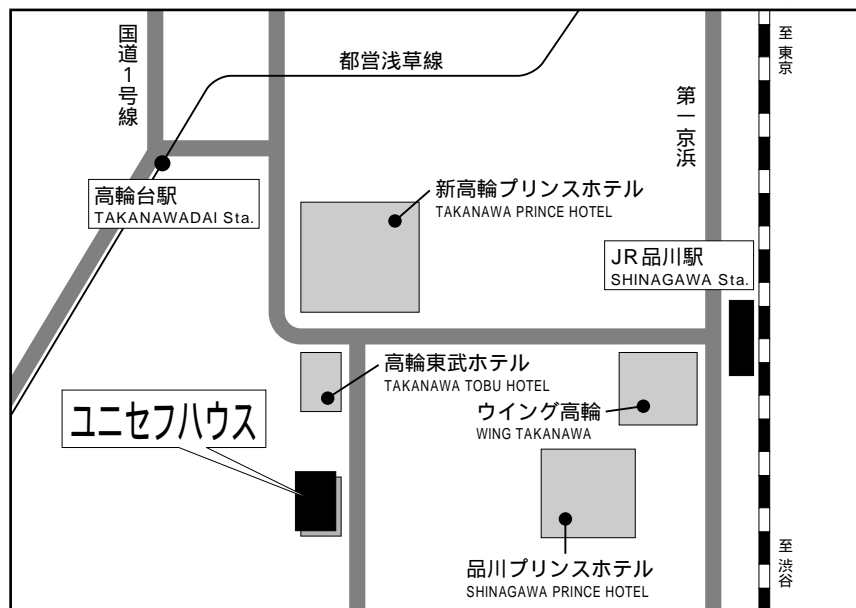 国道1号線
都営浅草線
第一京浜
至東京
高輪台駅
TAKANAWADAI Sta.
新高輪プリンスホテル
TAKANAWA PRINCE HOTEL
JR品川駅
SHINAGAWA Sta.
高輪東武ホテル
TAKANAWA TOBU HOTEL
ユニセフハウス
ウイング高輪
WING TAKANAWA
品川プリンスホテル
SHINAGAWA PRINCE HOTEL
至渋谷